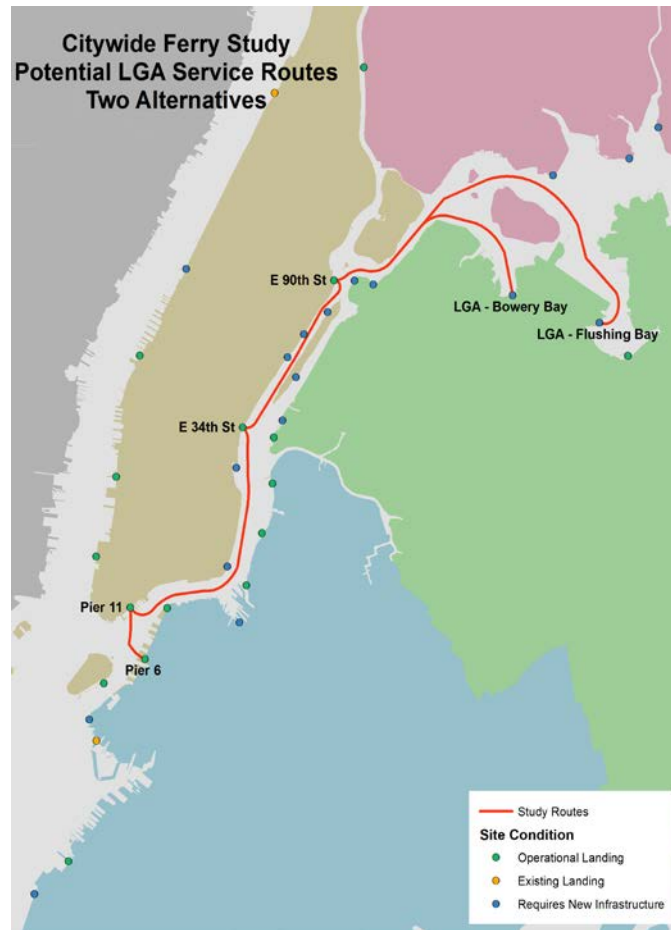 Citywide Ferry Study
Potential LGA Service Routes
Two Alternatives
E 90th St
LGA - Bowery Bay
LGA - Flushing Bay
E 34th St
Pier 11
Pier 6
Study Routes
Site Condition
Operational Landing
Existing Landing
Requires New Infrastructure